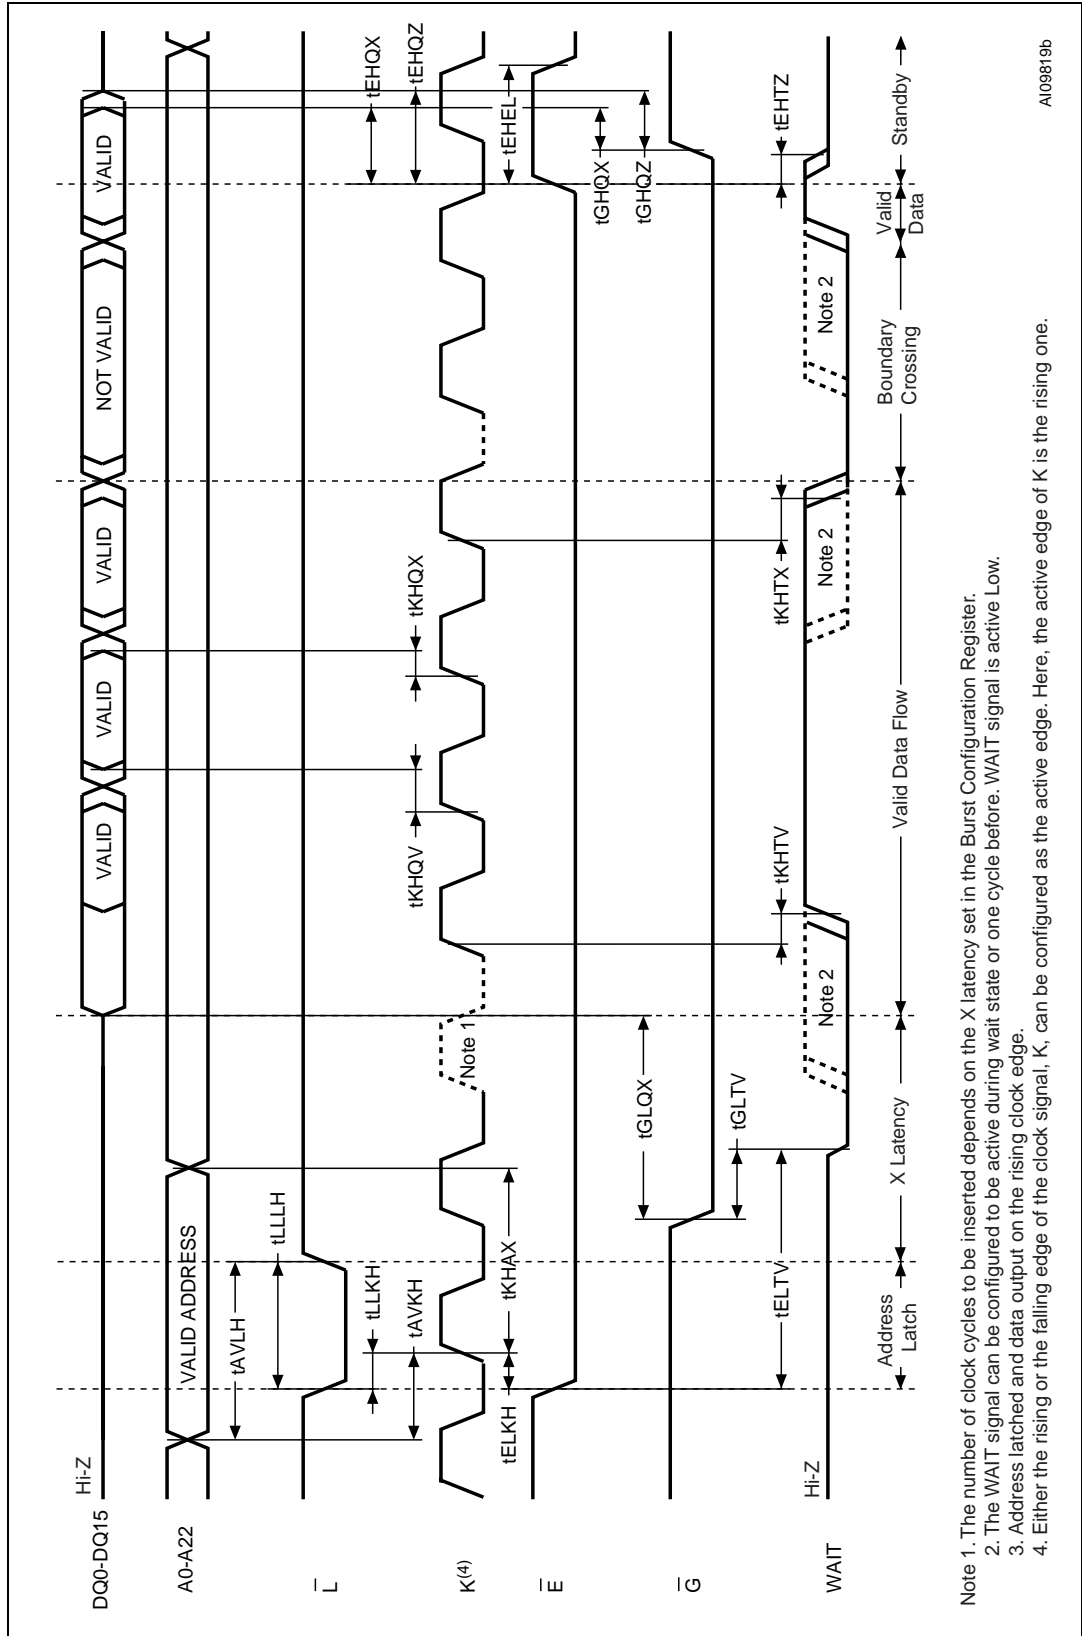 DQ0-DQ15
Hi-Z
VALID
VALID
VALID
NOT VALID
VALID
A0-A22
VALID ADDRESS
tAVLH
tLLLH
tEHQX
L
tLLKH
tAVKH
tKHQV
tKHQX
tEHQZ
K(4)
Note 1
tELKH
tKHAX
tEHEL
E
tGHQX
tGLQX
tGHQZ
G
tGLTV
tELTV
tKHTV
tKHTX
tEHTZ
Hi-Z
WAIT
Note 2
Note 2
Note 2
Address
Latch
X Latency
Valid Data Flow
Boundary
Crossing
Valid
Data
Standby
Note 1. The number of clock cycles to be inserted depends on the X latency set in the Burst Configuration Register.
2. The WAIT signal can be configured to be active during wait state or one cycle before. WAIT signal is active Low.
3. Address latched and data output on the rising clock edge.
4. Either the rising or the falling edge of the clock signal, K, can be configured as the active edge. Here, the active edge of K is the rising one.
AI09819b